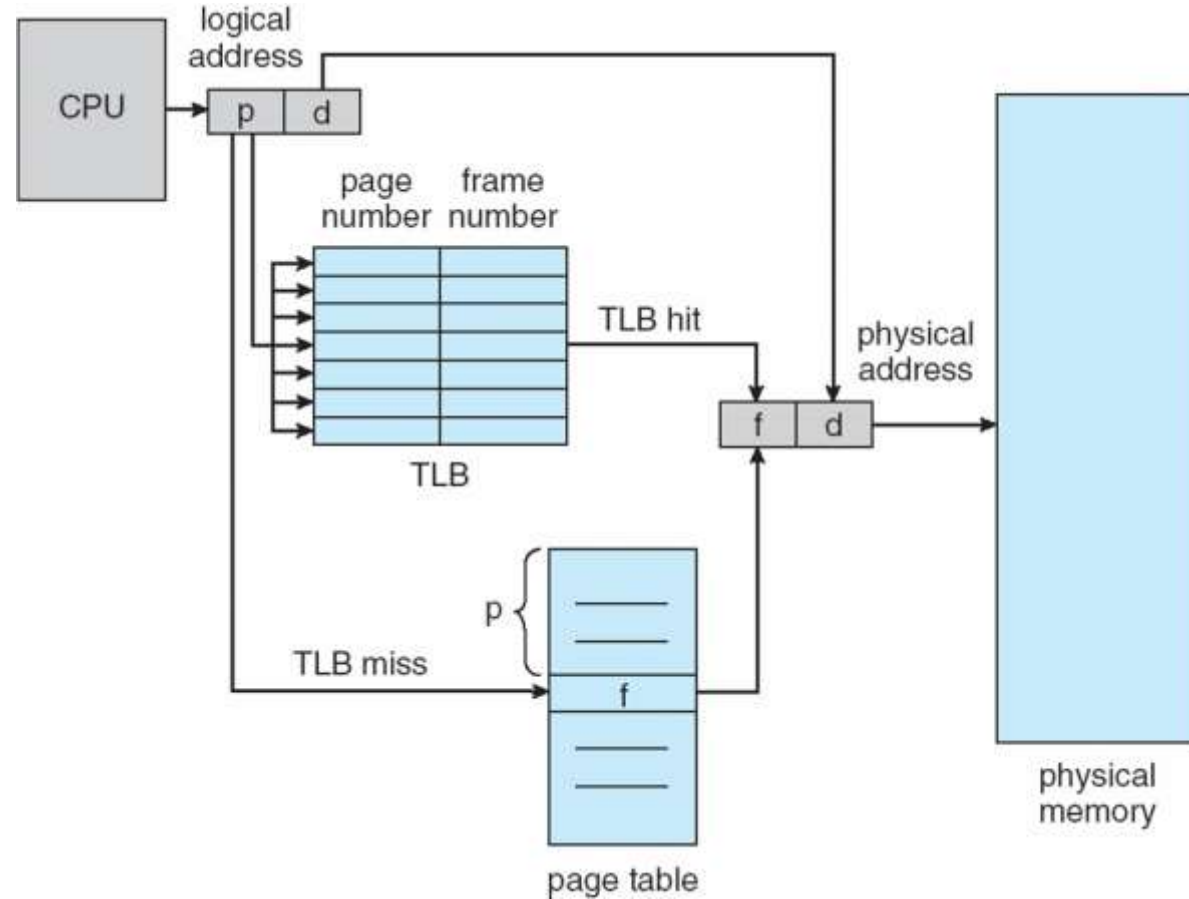 logical
address
CPU
p
d
page
number
frame
number
TLB hit
physical
address
f
d
TLB
p
TLB miss
f
physical
memory
page table